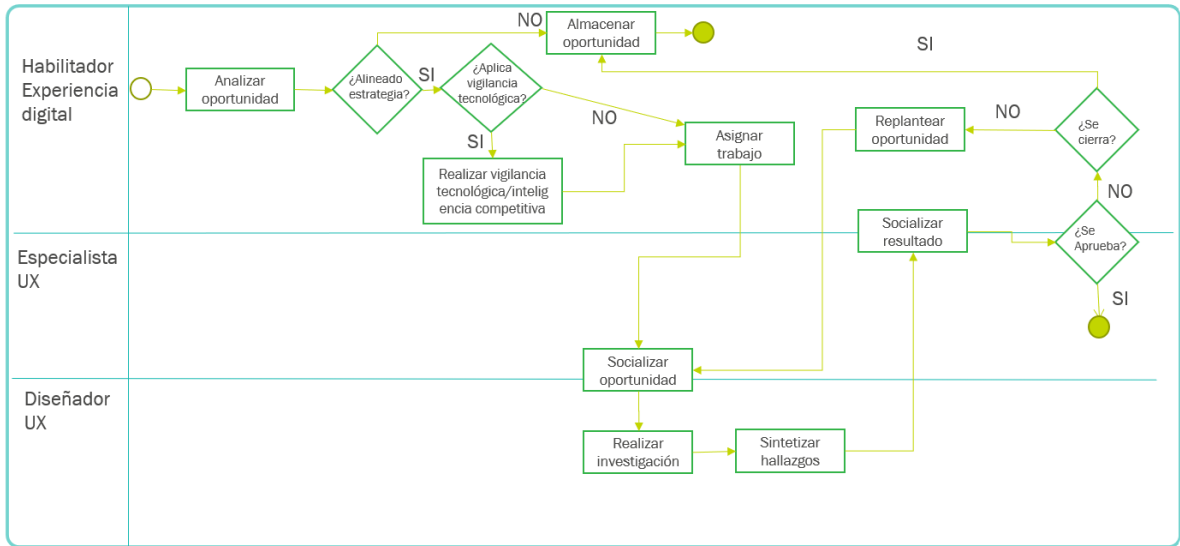 Habilitador
Experiencia
digital
Analizar
oportunidad
¿Alineado
estrategia?
NO
Almacenar
oportunidad
SI
¿Aplica
vigilancia
tecnológica?
NO
SI
Realizar vigilancia
tecnológica/intelig
encia competitiva
Asignar
trabajo
SI
Replantear
oportunidad
NO
¿Se
cierra?
NO
Socializar
resultado
¿Se
Aprueba?
SI
Especialista
UX
Socializar
oportunidad
Diseñador
UX
Realizar
investigación
Sintetizar
hallazgos